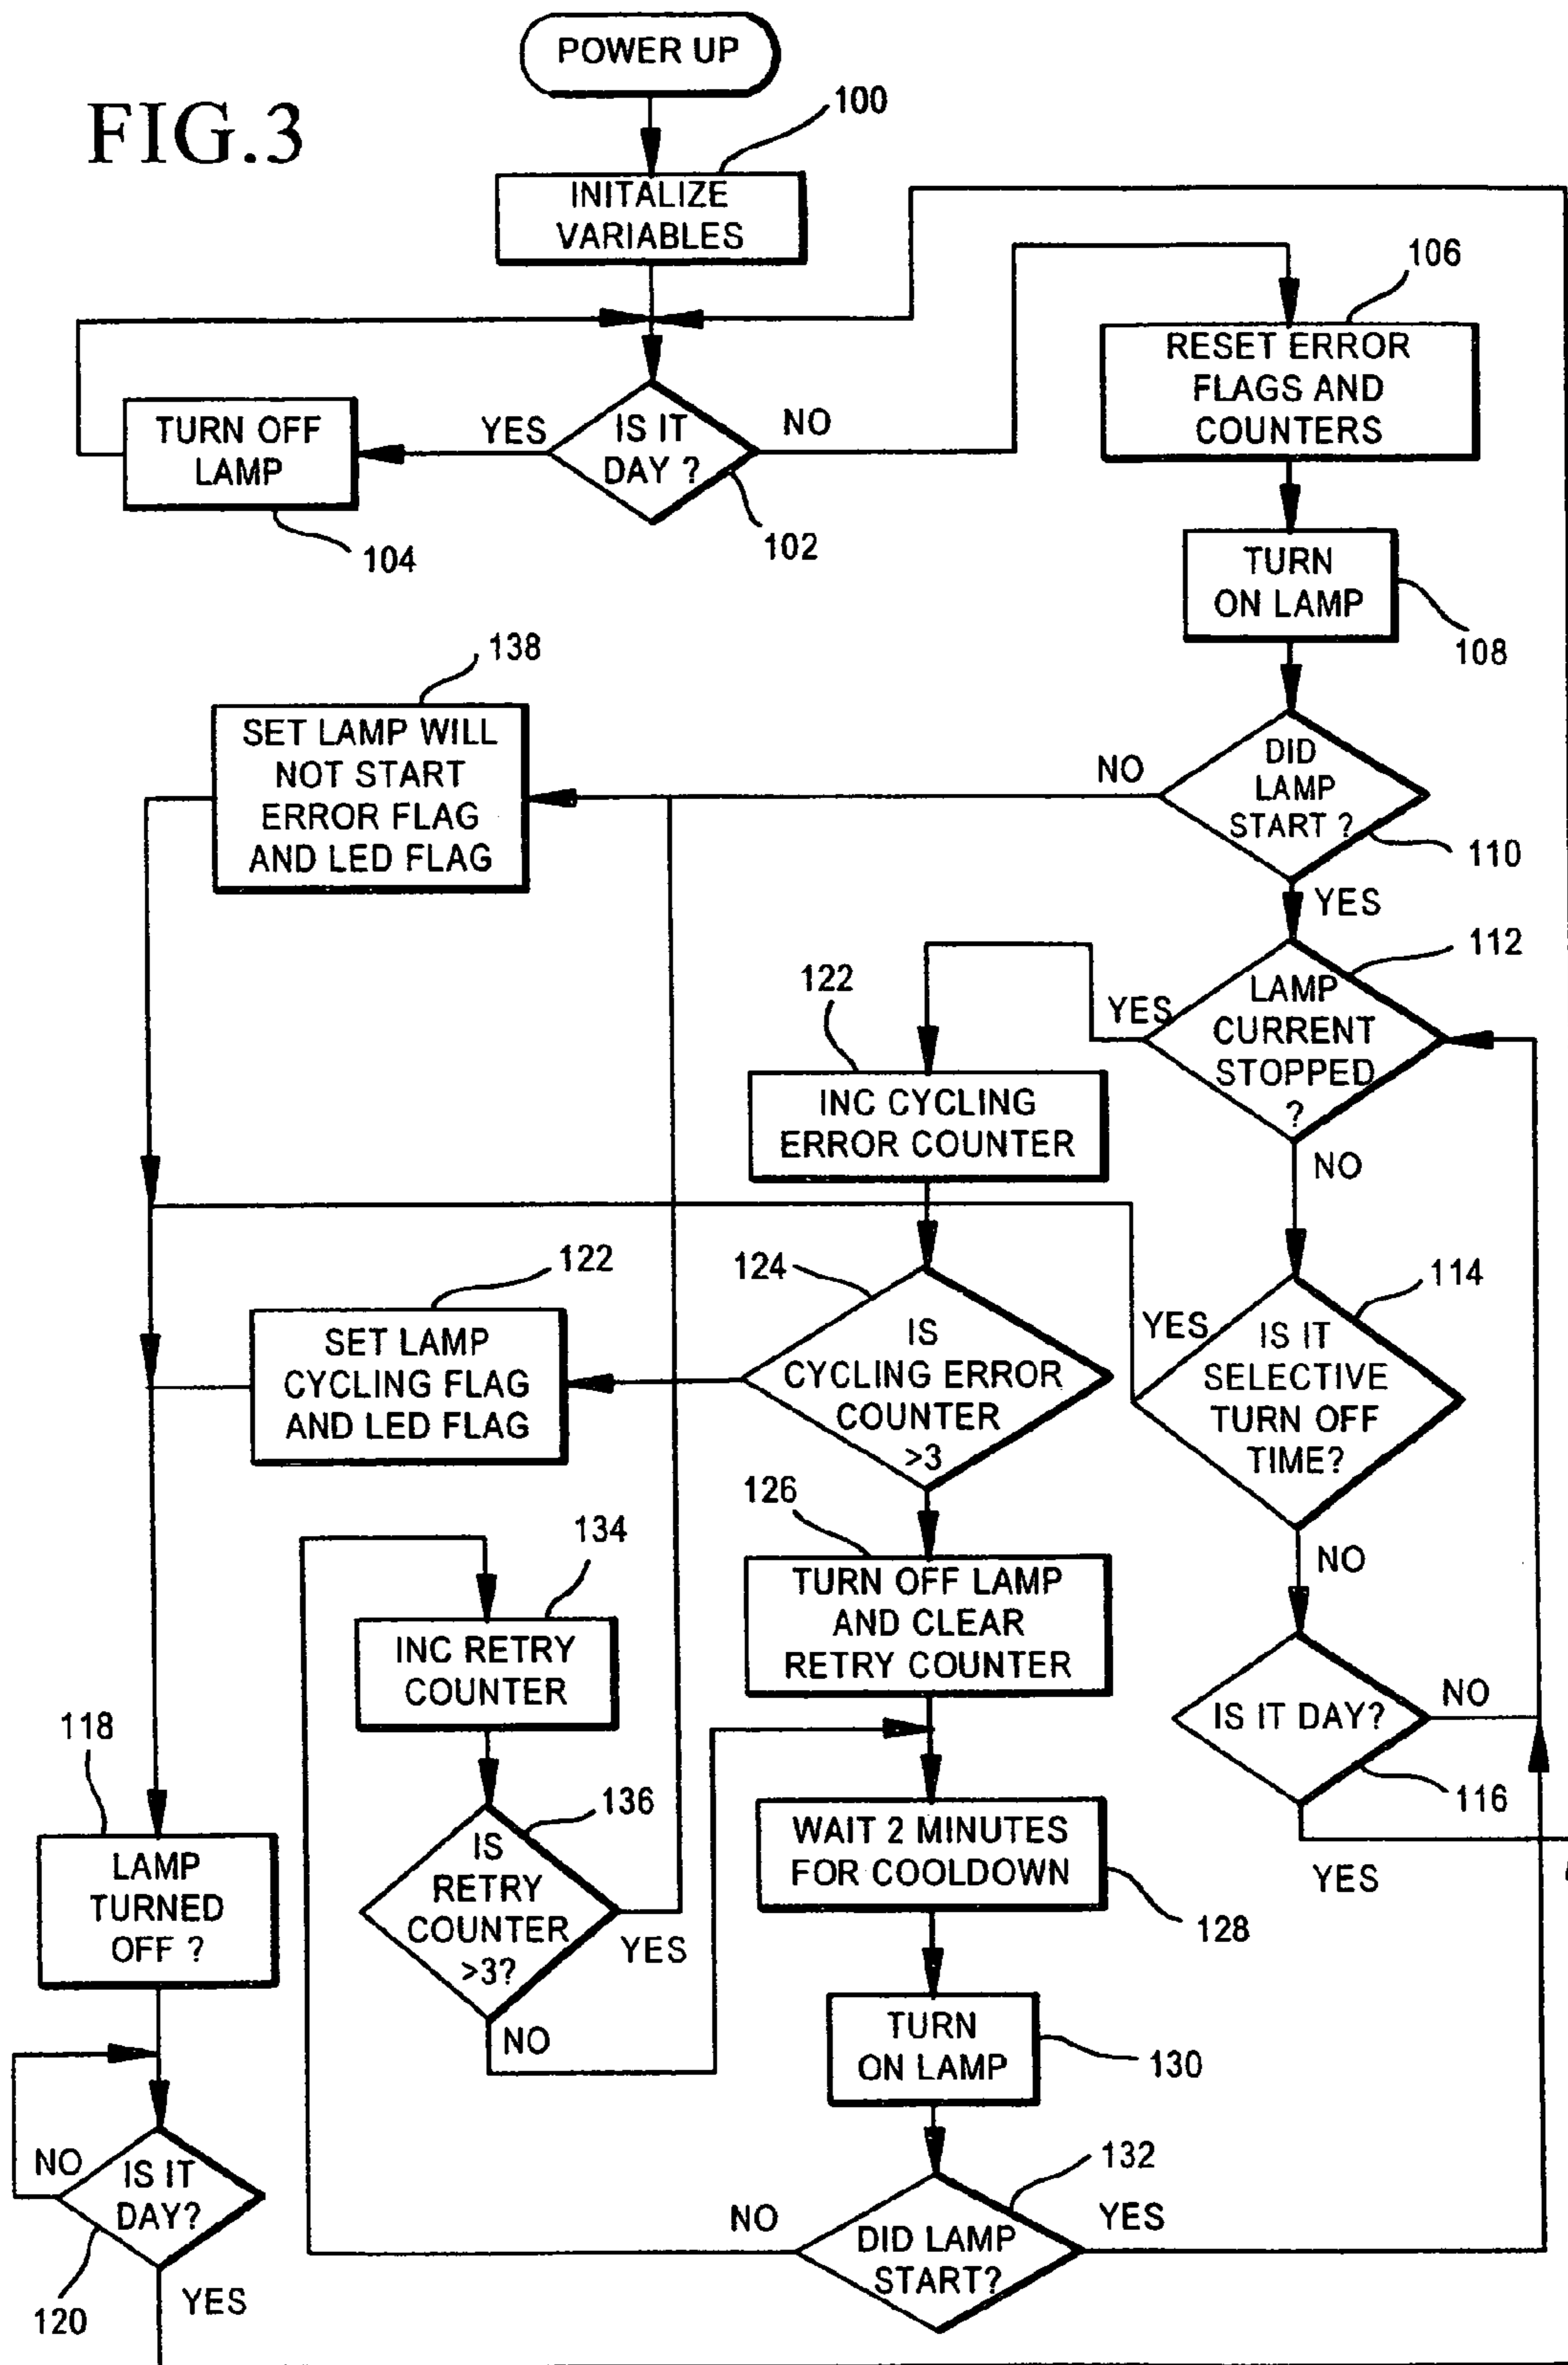 POWER UP
FIG.3
100
INITALIZE
VARIABLES
106
RESET ERROR
FLAGS AND
COUNTERS
TURN OFF
LAMP
YES
IS IT
DAY ?
NO
102
104
TURN
ON LAMP
108
138
SET LAMP WILL
NOT START
ERROR FLAG
AND LED FLAG
NO
DID
LAMP
START ?
110
YES
112
122
YES
LAMP
CURRENT
STOPPED
?
INC CYCLING
ERROR COUNTER
NO
122
124
114
SET LAMP
CYCLING FLAG
AND LED FLAG
IS
CYCLING ERROR
COUNTER
>3
YES
IS IT
SELECTIVE
TURN OFF
TIME?
126
134
NO
TURN OFF LAMP
AND CLEAR
RETRY COUNTER
INC RETRY
COUNTER
118
IS IT DAY?
NO
116
136
LAMP
TURNED
OFF ?
IS
RETRY
COUNTER
>3?
YES
WAIT 2 MINUTES
FOR COOLDOWN
128
YES
NO
TURN
ON LAMP
130
NO
IS IT
DAY?
120
YES
132
NO
DID LAMP
START?
YES